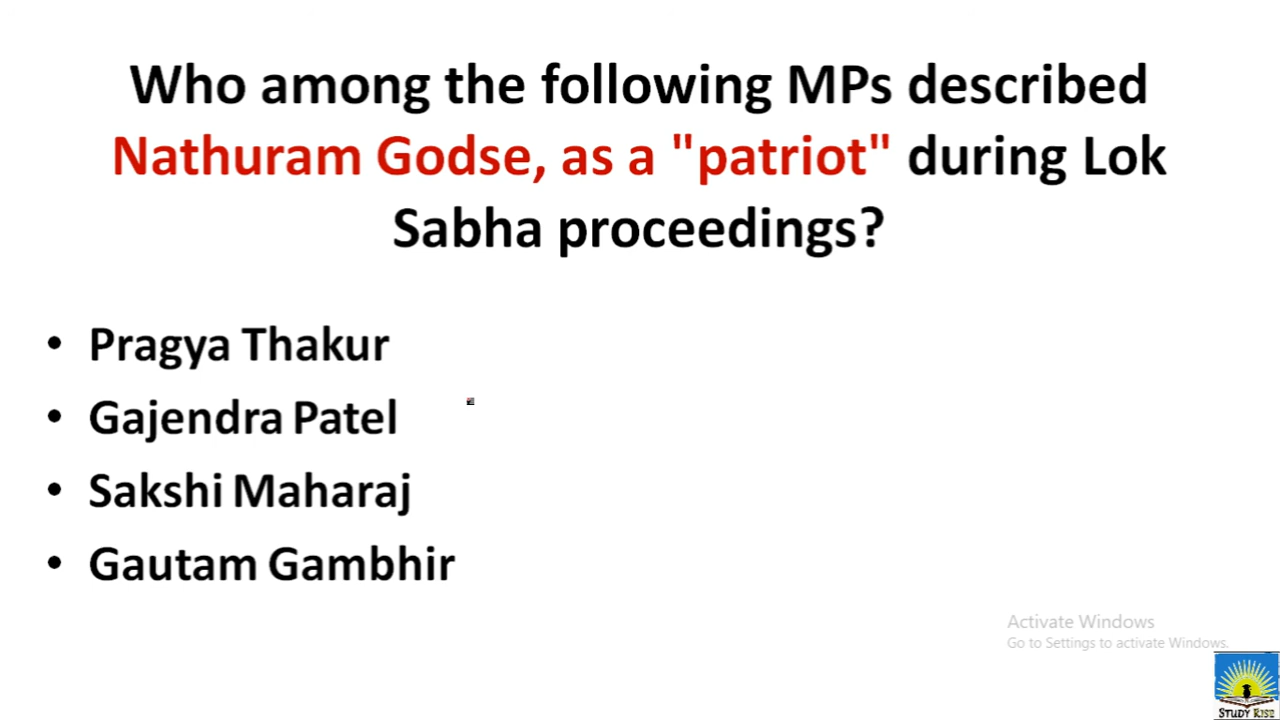 Who among the following MPs described
Nathuram Godse, as a "patriot" during Lok
Sabha proceedings?
• Pragya Thakur
• Gajendra Patel
• Sakshi Maharaj
• Gautam Gambhir
Activate Windows
Go to Settings to activate Windows.
STUDY RISE